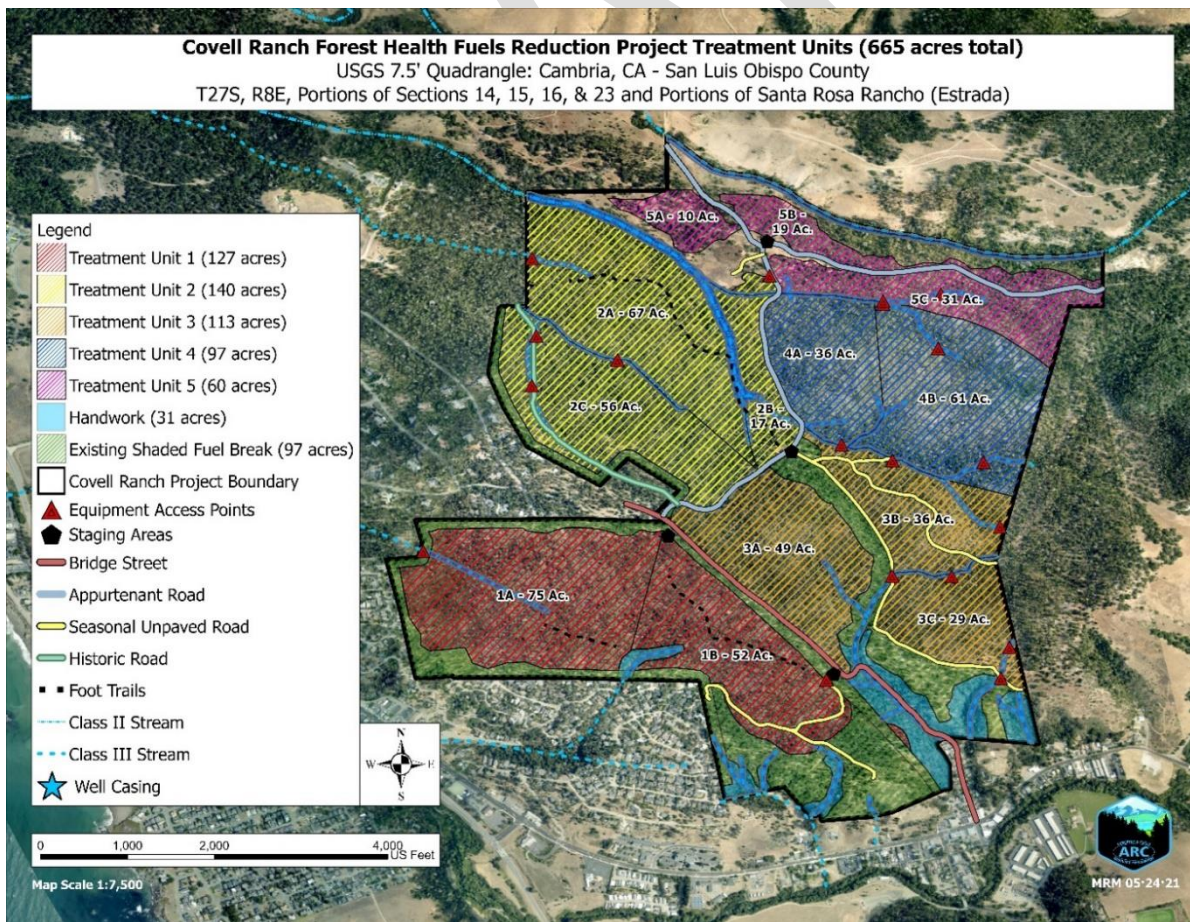 Covell Ranch Forest Health Fuels Reduction Project Treatment Units (665 acres total)
USGS 7.5' Quadrangle: Cambria, CA - San Luis Obispo County
T27S, R8E, Portions of Sections 14, 15, 16, & 23 and Portions of Santa Rosa Rancho (Estrada)
Legend
Treatment Unit 1 (127 acres)
Treatment Unit 2 (140 acres)
Treatment Unit 3 (113 acres)
Treatment Unit 4 (97 acres)
Treatment Unit 5 (60 acres)
Handwork (31 acres)
Existing Shaded Fuel Break (97 acres)
Covell Ranch Project Boundary
Equipment Access Points
Staging Areas
Bridge Street
Appurtenant Road
Seasonal Unpaved Road
Historic Road
Foot Trails
Class II Stream
Class III Stream
Well Casing
N
W E
S
0 1,000 2,000 4,000
US Feet
Map Scale 1:7,500
5A - 10 Ac.
5B -
19 Ac.
5C - 31 Ac.
2A - 67 Ac.
4A - 36 Ac.
4B - 61 Ac.
2C - 56 Ac.
2B -
17 Ac.
3B - 36 Ac.
3A - 49 Ac.
1A - 75 Ac.
3C - 29 Ac.
1B - 52 Ac.
ARC
MRM 05-24-21